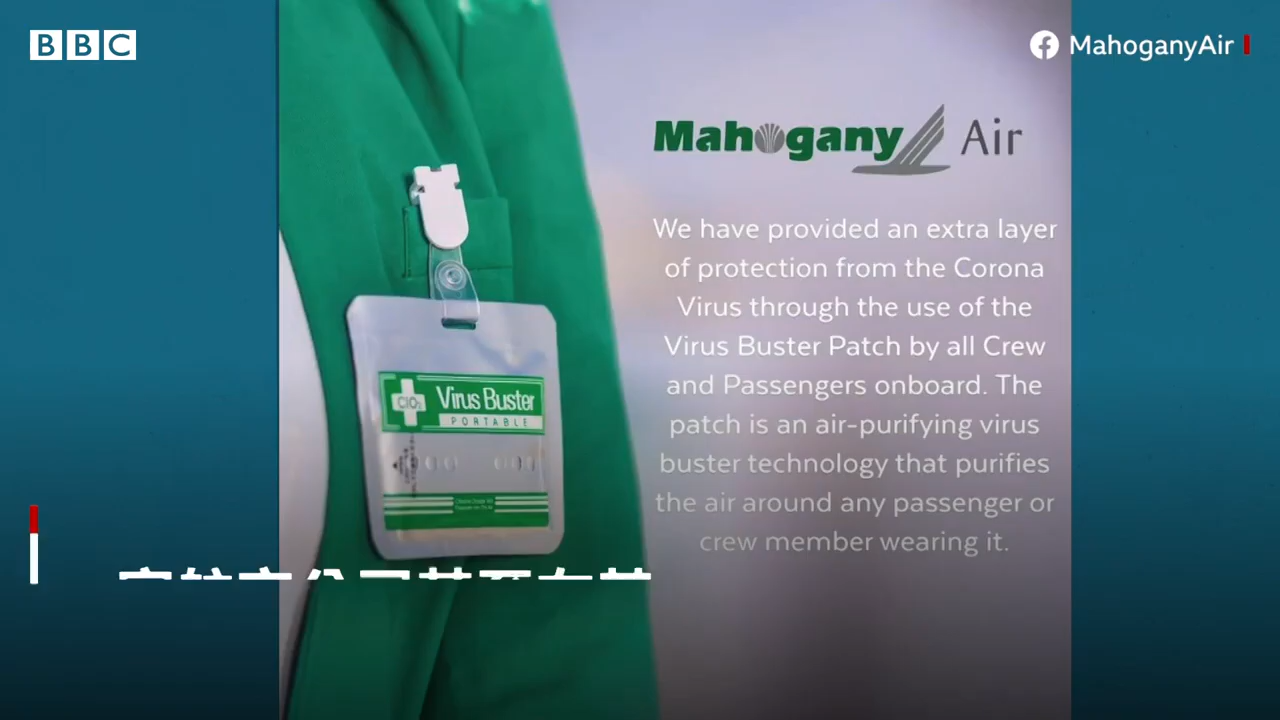 BBC
MahoganyAir
Mahogany Air
We have provided an extra layer
of protection from the Corona
Virus through the use of the
Virus Buster Patch by all Crew
and Passengers onboard. The
patch is an air-purifying virus
buster technology that purifies
the air around any passenger or
crew member wearing it.
ClO₂
Virus Buster
PORTABLE